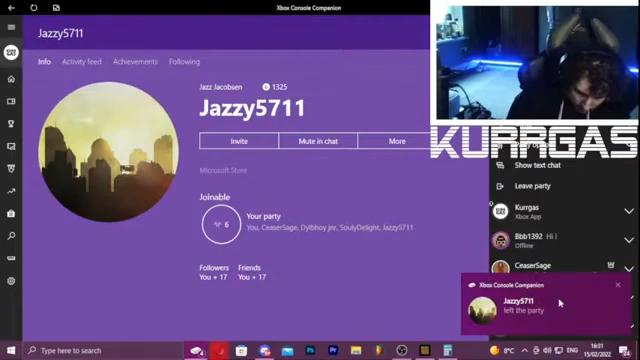 Xbox Console Companion
Jazzy5711
Info
Activity feed
Achievements
Following
Jazz Jacobsen
1325
Jazzy5711
Invite
Mute in chat
More
Microsoft Store
Joinable
6
Your party
You, CeaserSage, Dylbhoy jnr, SoulyDelight, Jazzy5711
Followers
Friends
You + 17
You + 17
KURRGAS
Show text chat
Leave party
Kurrgas
Xbox App
Bbb1392 Hi !
Offline
CeaserSage
Xbox Console Companion
Jazzy5711
left the party
Type here to search
8°C
ENG
16:31
15/02/2022